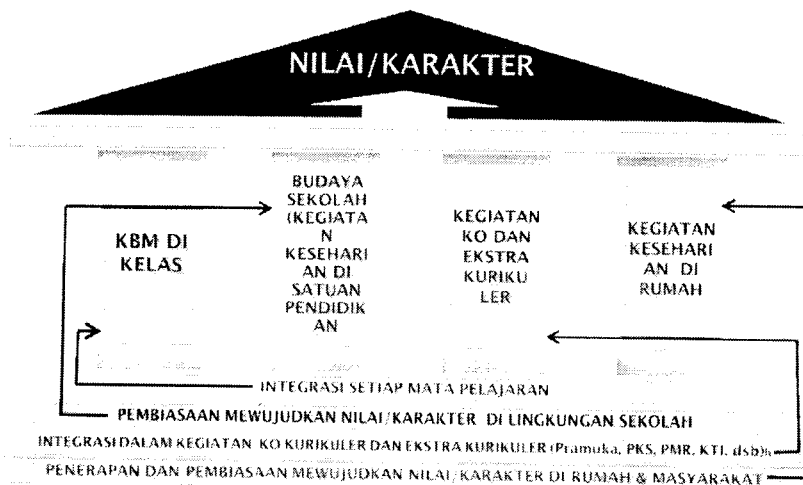 NILAI/KARAKTER
KBM DI
KELAS
BUDAYA
SEKOLAH
(KEGIATA
N
KESEHARI
AN DI
SATUAN
PENDIDIK
AN
KEGIATAN
KO DAN
EKSTRA
KURIKU
LER
KEGIATAN
KESEHARI
AN DI
RUMAH
INTEGRASI SETIAP MATA PELAJARAN
PEMBIASAAN MEWUJUDKAN NILAI/KARAKTER DI LINGKUNGAN SEKOLAH
INTEGRASI DALAM KEGIATAN KO KURIKULER DAN EKSTRA KURIKULER (Pramuka, PKS, PMR, KTI, dsb)
PENERAPAN DAN PEMBIASAAN MEWUJUDKAN NILAI/KARAKTER DI RUMAH & MASYARAKAT